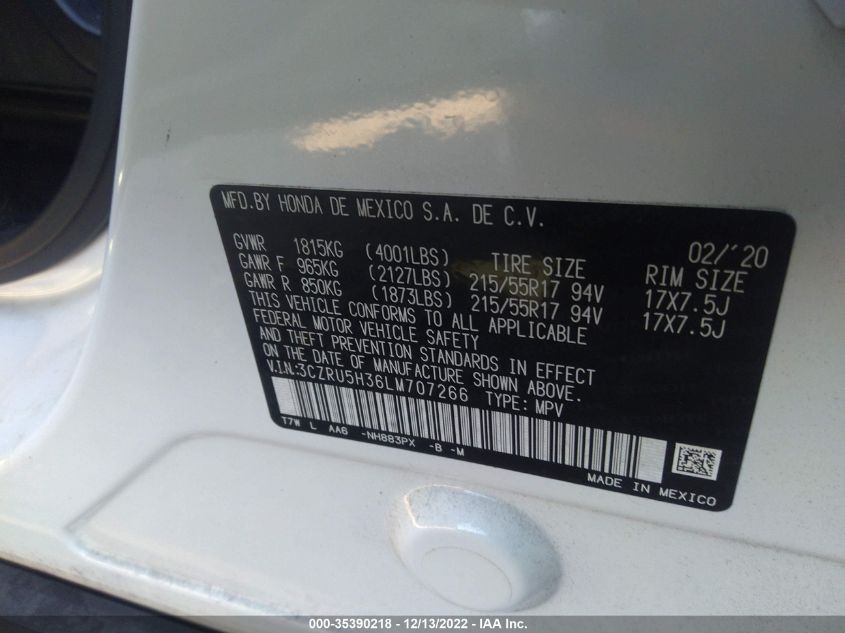 MFD.BY HONDA DE MEXICO S.A. DE C.V.
02/'20
GVWR 1815KG (4001LBS) TIRE SIZE RIM SIZE
GAWR F 965KG (2127LBS) 215/55R17 94V 17X7.5J
GAWR R 850KG (1873LBS) 215/55R17 94V 17X7.5J
THIS VEHICLE CONFORMS TO ALL APPLICABLE
FEDERAL MOTOR VEHICLE SAFETY
AND THEFT PREVENTION STANDARDS IN EFFECT
ON THE DATE OF MANUFACTURE SHOWN ABOVE.
V.I.N:3CZRU5H36LM707266 TYPE: MPV
T7W L AA6 -NH883PX -B -M
MADE IN MEXICO
000-35390218 - 12/13/2022 - IAA Inc.